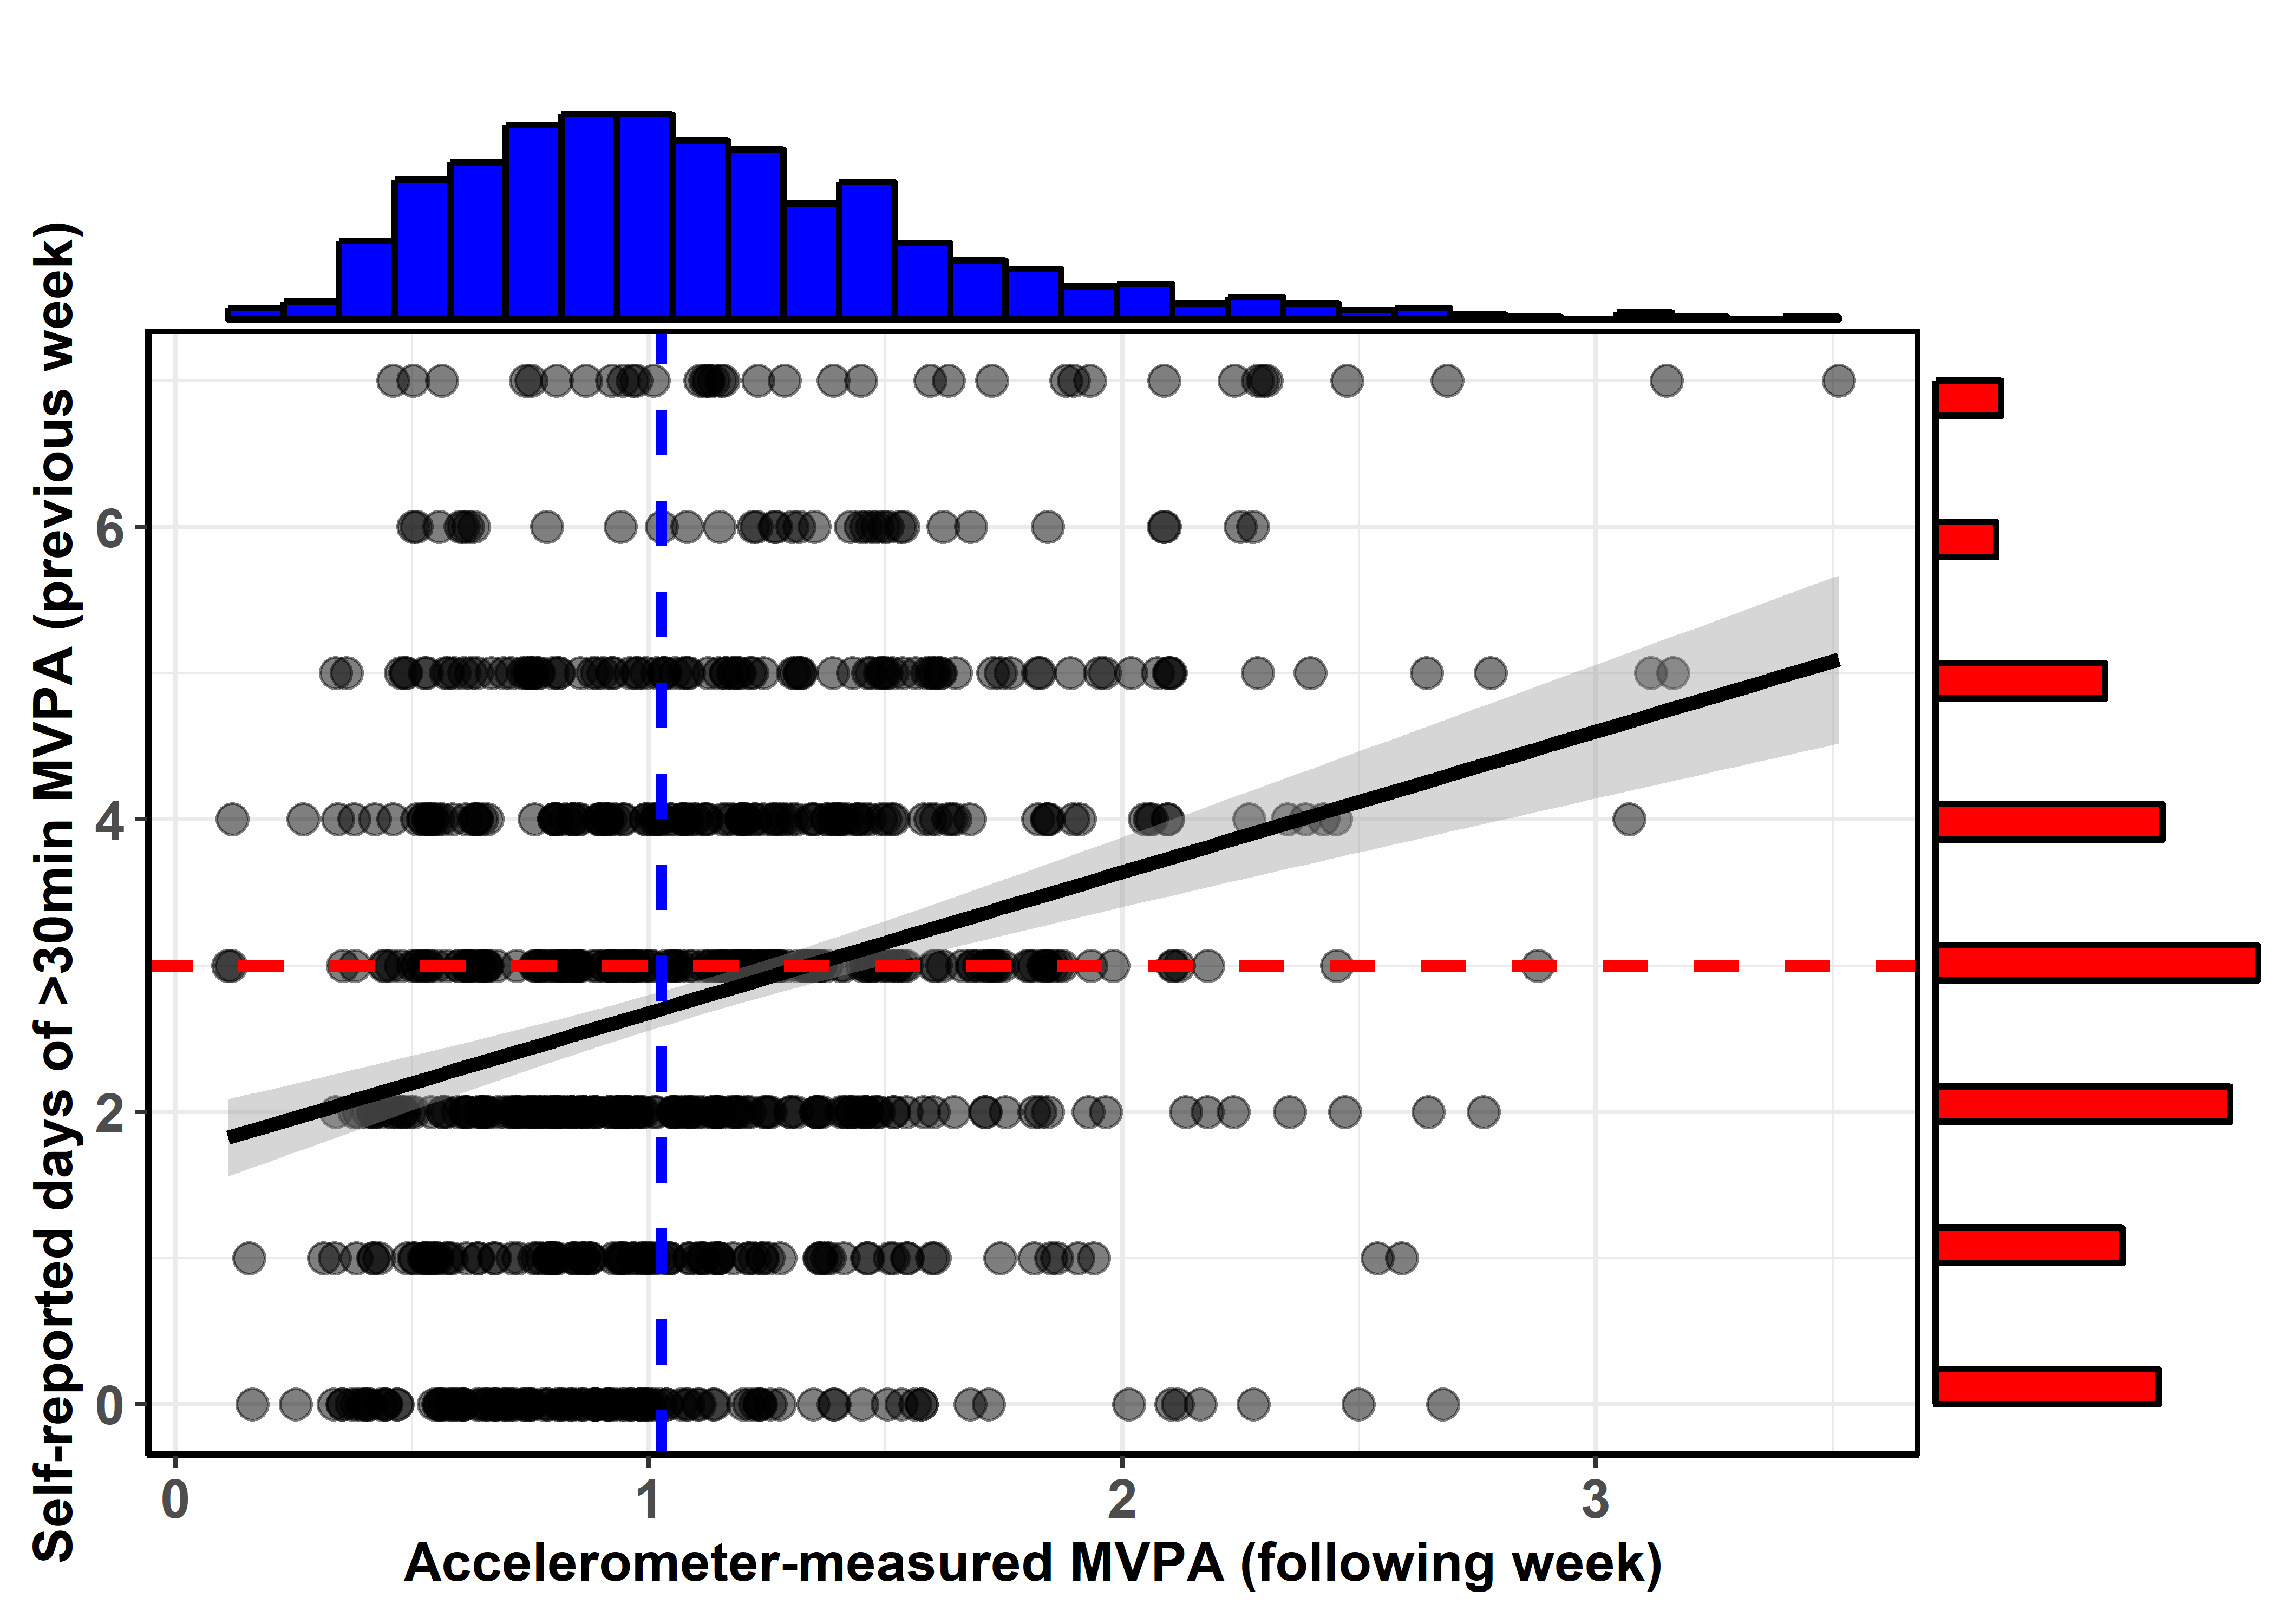 Self-reported days of >30min MVPA (previous week)
6
4
2
0
0 1 2 3
Accelerometer-measured MVPA (following week)